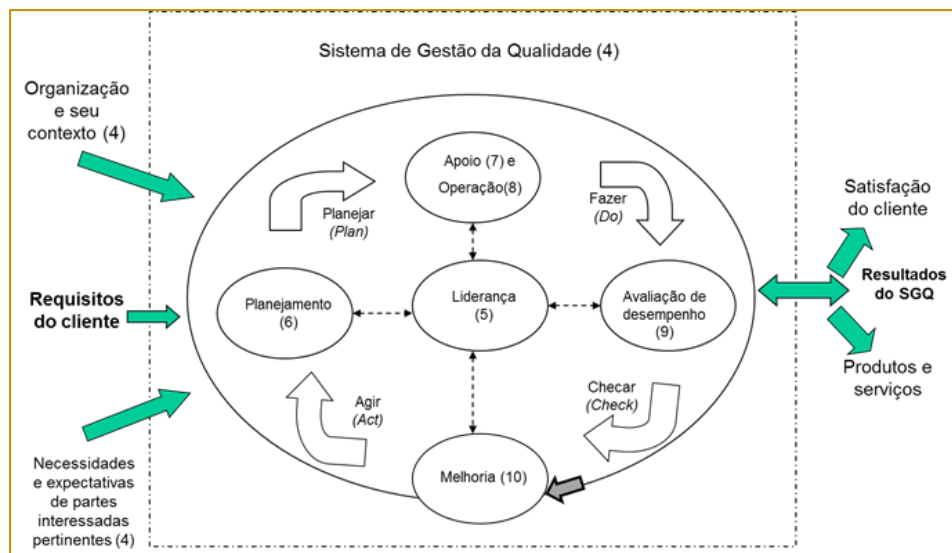 Sistema de Gestão da Qualidade (4)
Organização
e seu
contexto (4)
Requisitos
do cliente
Necessidades
e expectativas
de partes
interessadas
pertinentes (4)
Apoio (7) e
Operação(8)
Planejar
(Plan)
Fazer
(Do)
Planejamento
(6)
Liderança
(5)
Avaliação de
desempenho
(9)
Agir
(Act)
Checar
(Check)
Melhoria (10)
Satisfação
do cliente
Resultados
do SGQ
Produtos e
serviços